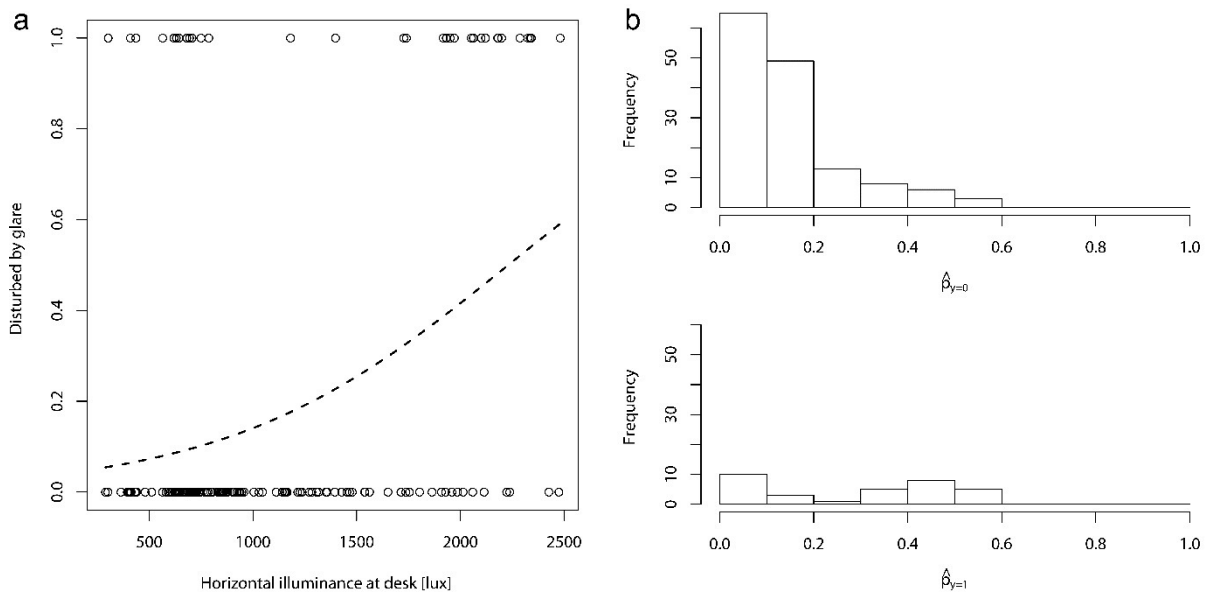 a
1.0
0.8
0.6
0.4
0.2
0.0
Disturbed by glare
500 1000 1500 2000 2500
Horizontal illuminance at desk [lux]
b
50
30
10
0
Frequency
0.0 0.2 0.4 0.6 0.8 1.0
p̂y=0
50
30
10
0
Frequency
0.0 0.2 0.4 0.6 0.8 1.0
p̂y=1